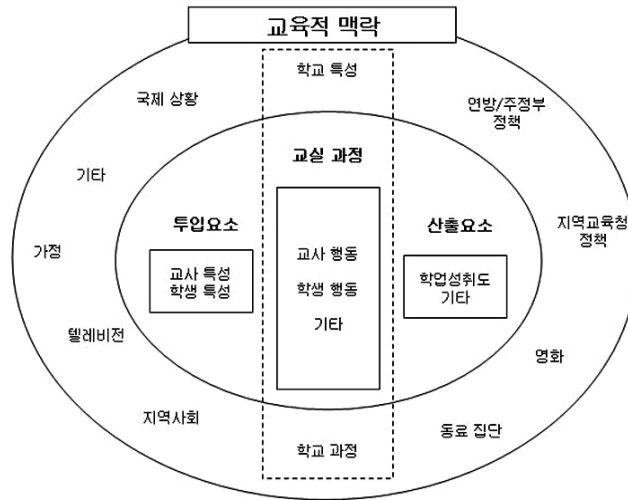 교육적 맥락
학교 특성
국제 상황
연방/주정부
정책
교실 과정
기타
투입요소
산출요소
지역교육청
정책
가정
교사 행동
교사 특성
학생 특성
학업성취도
기타
학생 행동
기타
텔레비전
영화
지역사회
동료 집단
학교 과정